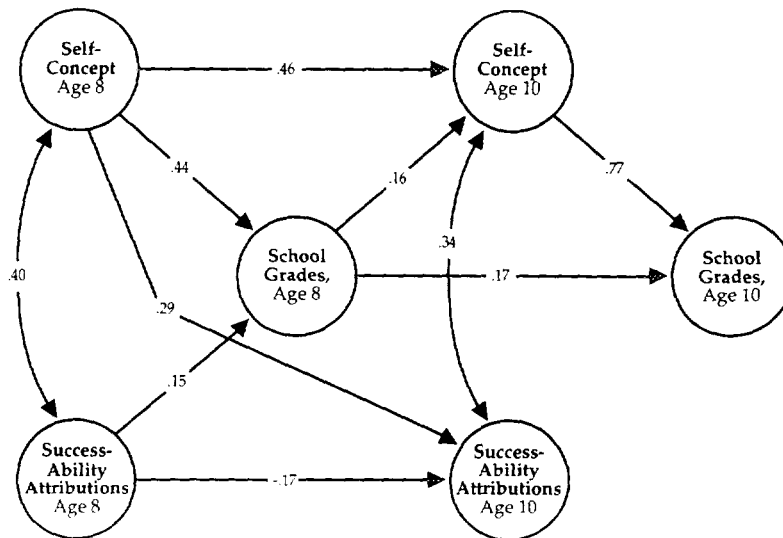 Self-
Concept
Age 8
.46
Self-
Concept
Age 10
.44
.16
.77
.40
.34
School
Grades,
Age 8
.17
School
Grades,
Age 10
.29
.15
Success-
Ability
Attributions
Age 8
-.17
Success-
Ability
Attributions
Age 10